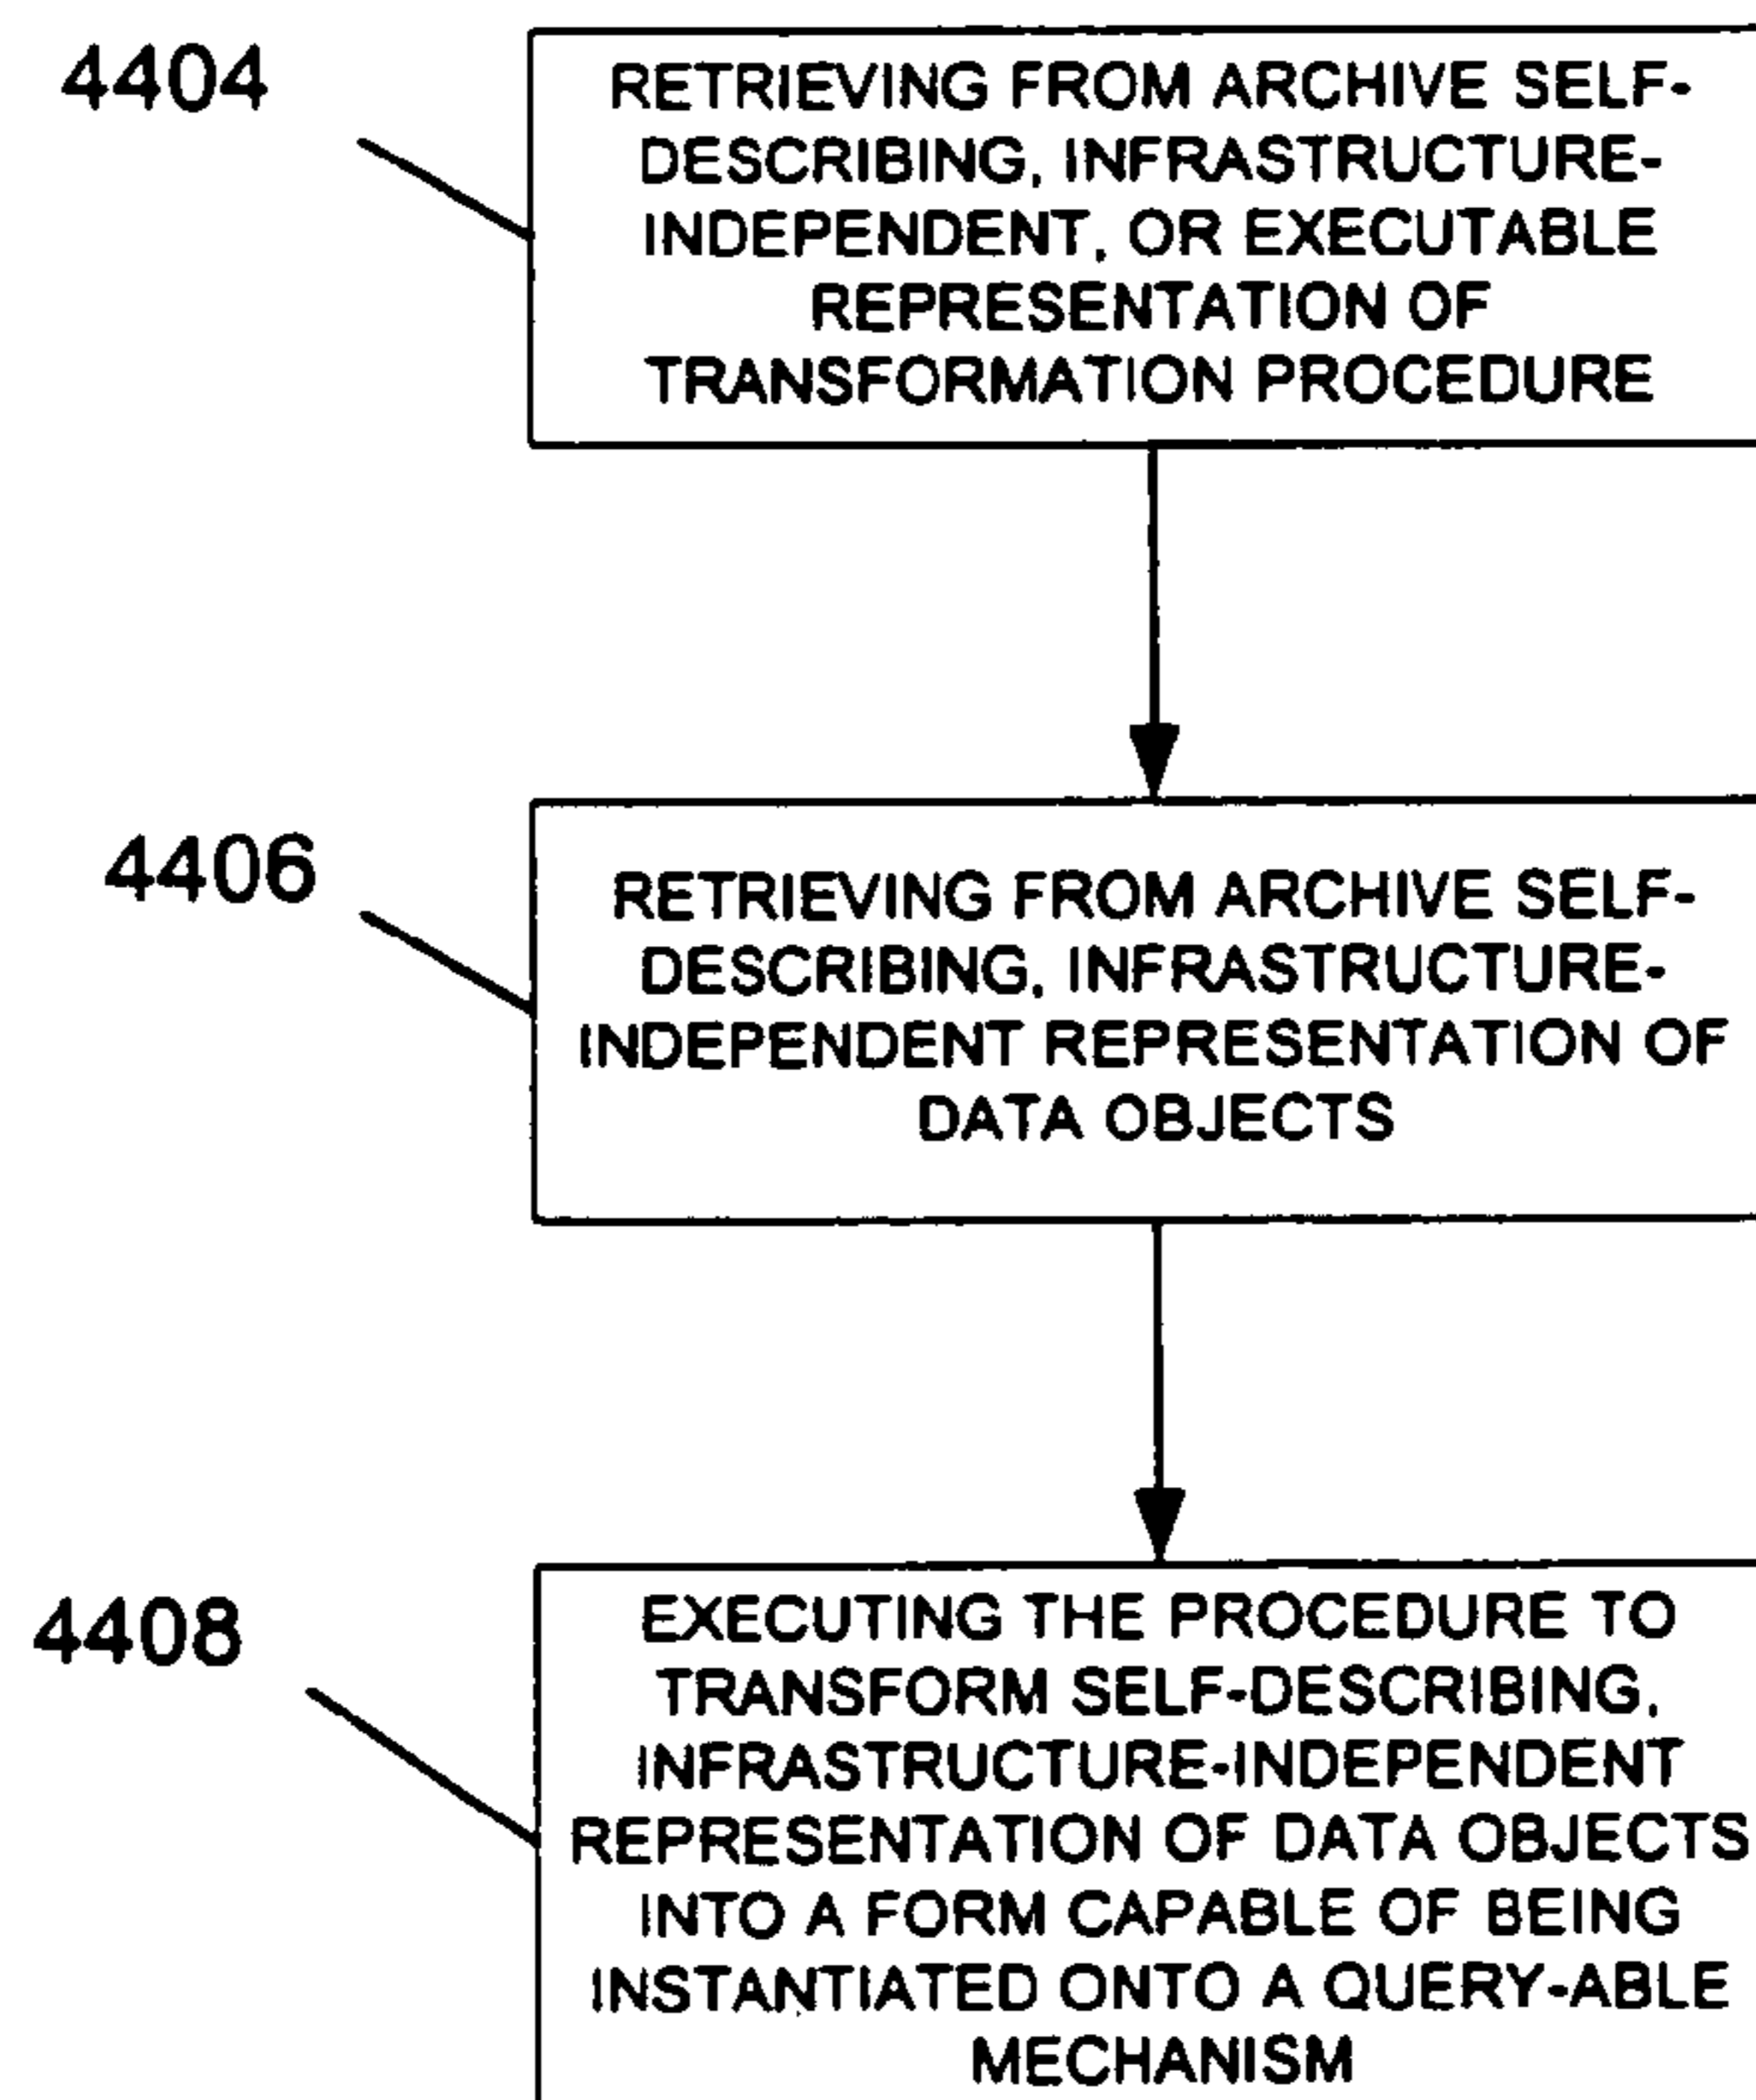 4404
RETRIEVING FROM ARCHIVE SELF-
DESCRIBING, INFRASTRUCTURE-
INDEPENDENT, OR EXECUTABLE
REPRESENTATION OF
TRANSFORMATION PROCEDURE
4406
RETRIEVING FROM ARCHIVE SELF-
DESCRIBING, INFRASTRUCTURE-
INDEPENDENT REPRESENTATION OF
DATA OBJECTS
4408
EXECUTING THE PROCEDURE TO
TRANSFORM SELF-DESCRIBING,
INFRASTRUCTURE-INDEPENDENT
REPRESENTATION OF DATA OBJECTS
INTO A FORM CAPABLE OF BEING
INSTANTIATED ONTO A QUERY-ABLE
MECHANISM